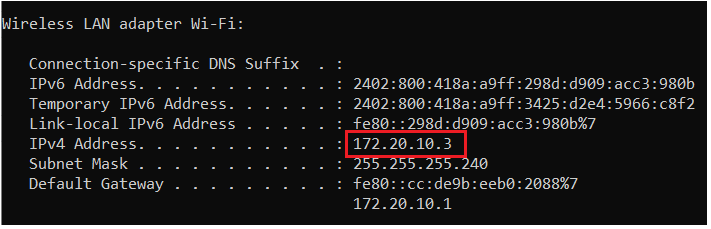 Wireless LAN adapter Wi-Fi:
Connection-specific DNS Suffix  . :
IPv6 Address. . . . . . . . . . . : 2402:800:418a:a9ff:298d:d909:acc3:980b
Temporary IPv6 Address. . . . . . : 2402:800:418a:a9ff:3425:d2e4:5966:c8f2
Link-local IPv6 Address . . . . . : fe80::298d:d909:acc3:980b%7
IPv4 Address. . . . . . . . . . . : 172.20.10.3
Subnet Mask . . . . . . . . . . . : 255.255.255.240
Default Gateway . . . . . . . . . : fe80::cc:de9b:eeb0:2088%7
172.20.10.1